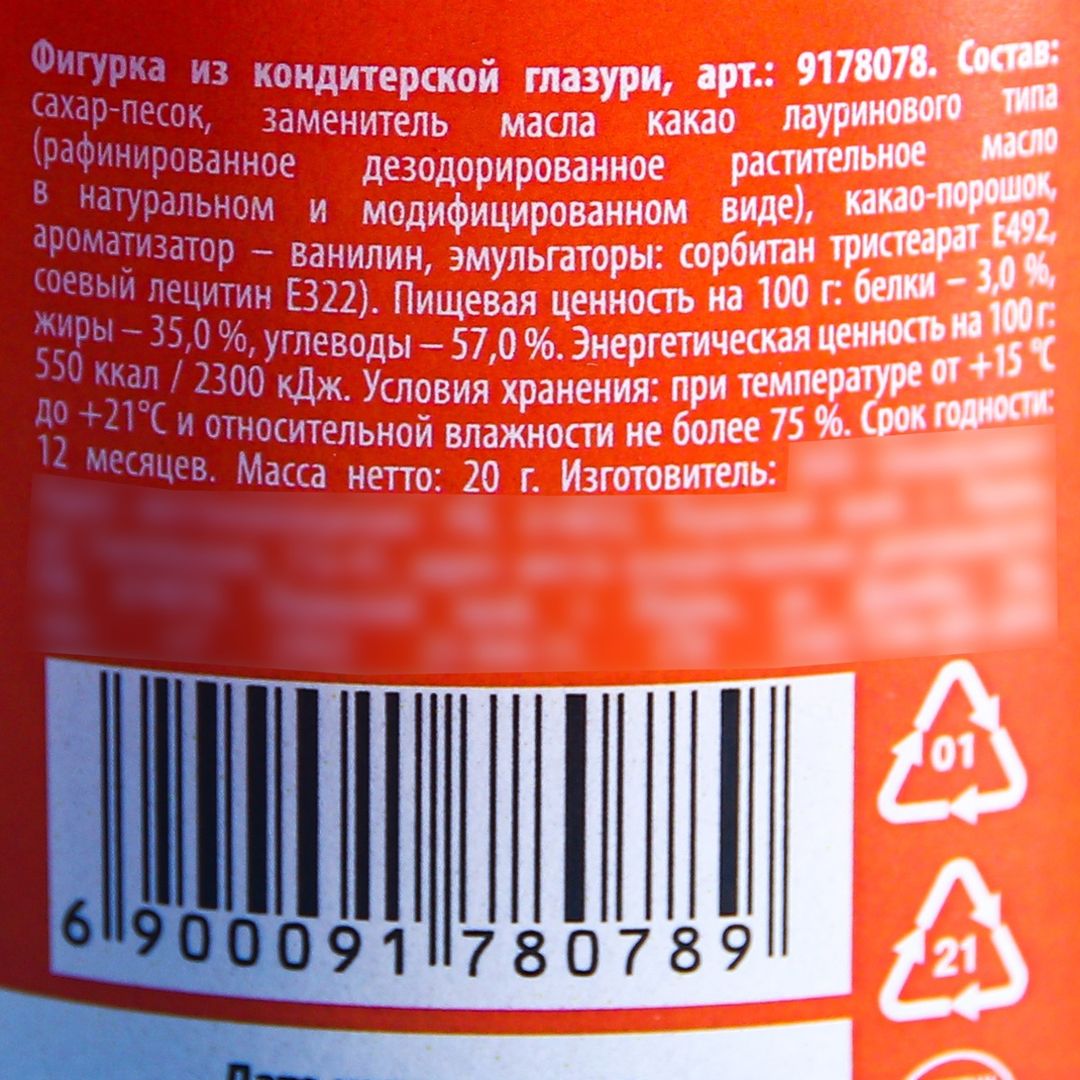 Фигурка из кондитерской глазури, арт.: 9178078. Состав:
сахар-песок, заменитель масла какао лауринового типа
(рафинированное дезодорированное растительное масло
в натуральном и модифицированном виде), какао-порошок,
ароматизатор – ванилин, эмульгаторы: сорбитан тристеарат Е492,
соевый лецитин Е322). Пищевая ценность на 100 г: белки – 3,0 %,
жиры – 35,0 %, углеводы – 57,0 %. Энергетическая ценность на 100 г:
550 ккал / 2300 кДж. Условия хранения: при температуре от +15 °С
до +21°С и относительной влажности не более 75 %. Срок годности:
12 месяцев. Масса нетто: 20 г. Изготовитель:
01
6 900091 780789
21